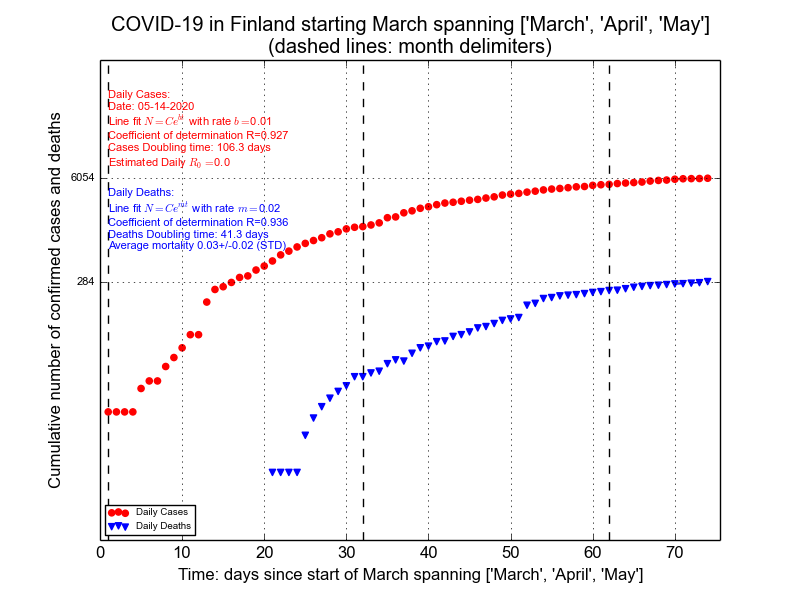 COVID-19 in Finland starting March spanning ['March', 'April', 'May']
(dashed lines: month delimiters)
Cumulative number of confirmed cases and deaths
Daily Cases:
Date: 05-14-2020
Line fit N = Ce^{bt} with rate b =0.01
Coefficient of determination R=0.927
Cases Doubling time: 106.3 days
Estimated Daily R_0 =0.0
6054
Daily Deaths:
Line fit N = Ce^{mt} with rate m =0.02
Coefficient of determination R=0.936
Deaths Doubling time: 41.3 days
Average mortality 0.03+/-0.02 (STD)
284
Daily Cases
Daily Deaths
0 10 20 30 40 50 60 70
Time: days since start of March spanning ['March', 'April', 'May']